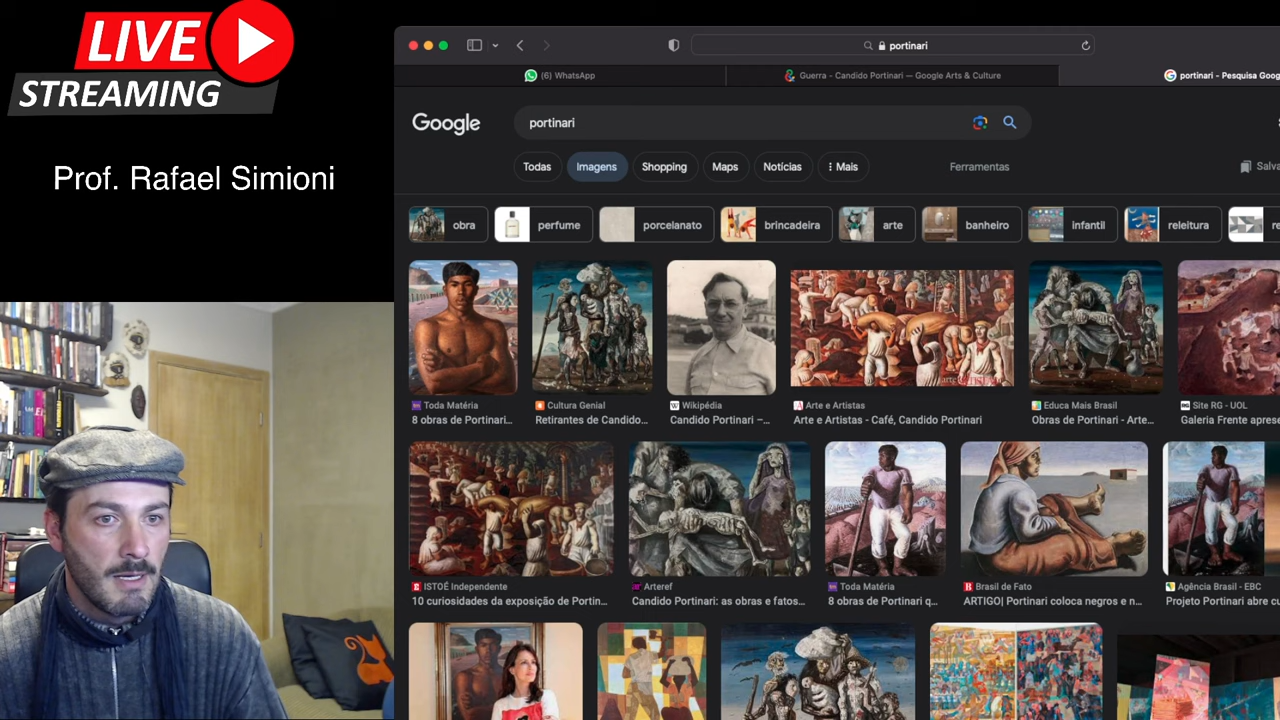 LIVE
STREAMING
Prof. Rafael Simioni
portinari
(6) WhatsApp
Guerra - Candido Portinari — Google Arts & Culture
portinari - Pesquisa Goog
Google
portinari
Todas
Imagens
Shopping
Maps
Notícias
Mais
Ferramentas
Salva
obra
perfume
porcelanato
brincadeira
arte
banheiro
infantil
releitura
re
Toda Matéria
8 obras de Portinari...
Cultura Genial
Retirantes de Candido...
Wikipédia
Candido Portinari –...
Arte e Artistas
Arte e Artistas - Café, Candido Portinari
Educa Mais Brasil
Obras de Portinari - Arte...
Site RG - UOL
Galeria Frente aprese
ISTOÉ Independente
10 curiosidades da exposição de Portin...
Arteref
Candido Portinari: as obras e fatos...
Toda Matéria
8 obras de Portinari q...
Brasil de Fato
ARTIGO| Portinari coloca negros e n...
Agência Brasil - EBC
Projeto Portinari abre cu